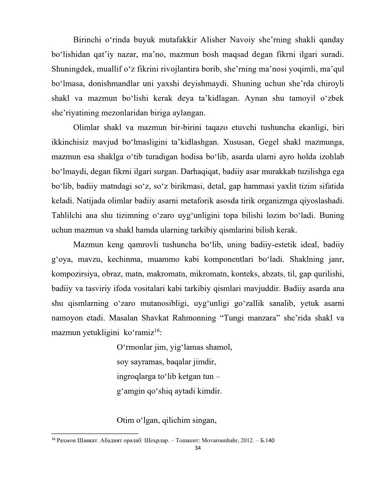 Birinchi o‘rinda buyuk mutafakkir Alisher Navoiy she’rning shakli qanday
bo‘lishidan qat’iy nazar, ma’no, mazmun bosh maqsad degan fikrni ilgari suradi.
Shuningdek, muallif o‘z fikrini rivojlantira borib, she’rning ma’nosi yoqimli, ma’qul
bo‘lmasa, donishmandlar uni yaxshi deyishmaydi. Shuning uchun she’rda chiroyli
shakl va mazmun bo‘lishi kerak deya ta’kidlagan. Aynan shu tamoyil o‘zbek
she’riyatining mezonlaridan biriga aylangan.
Olimlar shakl va mazmun bir-birini taqazo etuvchi tushuncha ekanligi, biri
ikkinchisiz mavjud bo‘lmasligini ta’kidlashgan. Xususan, Gegel shakl mazmunga,
mazmun esa shaklga o‘tib turadigan hodisa bo‘lib, asarda ularni ayro holda izohlab
bo‘lmaydi, degan fikrni ilgari surgan. Darhaqiqat, badiiy asar murakkab tuzilishga ega
bo‘lib, badiiy matndagi so‘z, so‘z birikmasi, detal, gap hammasi yaxlit tizim sifatida
keladi. Natijada olimlar badiiy asarni metaforik asosda tirik organizmga qiyoslashadi.
Tahlilchi ana shu tizimning o‘zaro uyg‘unligini topa bilishi lozim bo‘ladi. Buning
uchun mazmun va shakl hamda ularning tarkibiy qismlarini bilish kerak.
Mazmun keng qamrovli tushuncha bo‘lib, uning badiiy-estetik ideal, badiiy
g‘oya, mavzu, kechinma, muammo kabi komponentlari bo‘ladi. Shaklning janr,
kompozirsiya, obraz, matn, makromatn, mikromatn, konteks, abzats, til, gap qurilishi,
badiiy va tasviriy ifoda vositalari kabi tarkibiy qismlari mavjuddir. Badiiy asarda ana
shu qismlarning o‘zaro mutanosibligi, uyg‘unligi go‘zallik sanalib, yetuk asarni
namoyon etadi. Masalan Shavkat Rahmonning “Tungi manzara” she’rida shakl va
mazmun yetukligini ko‘ramiz¹⁶:
O‘rmonlar jim, yig‘lamas shamol,
soy sayramas, baqalar jimdir,
ingroqlarga to‘lib ketgan tun –
g‘amgin qo‘shiq aytadi kimdir.
Otim o‘lgan, qilichim singan,
¹⁶ Раҳмон Шавкат. Абадият оралаб: Шеърлар. – Тошкент: Movarounhahr, 2012. – Б.140
34